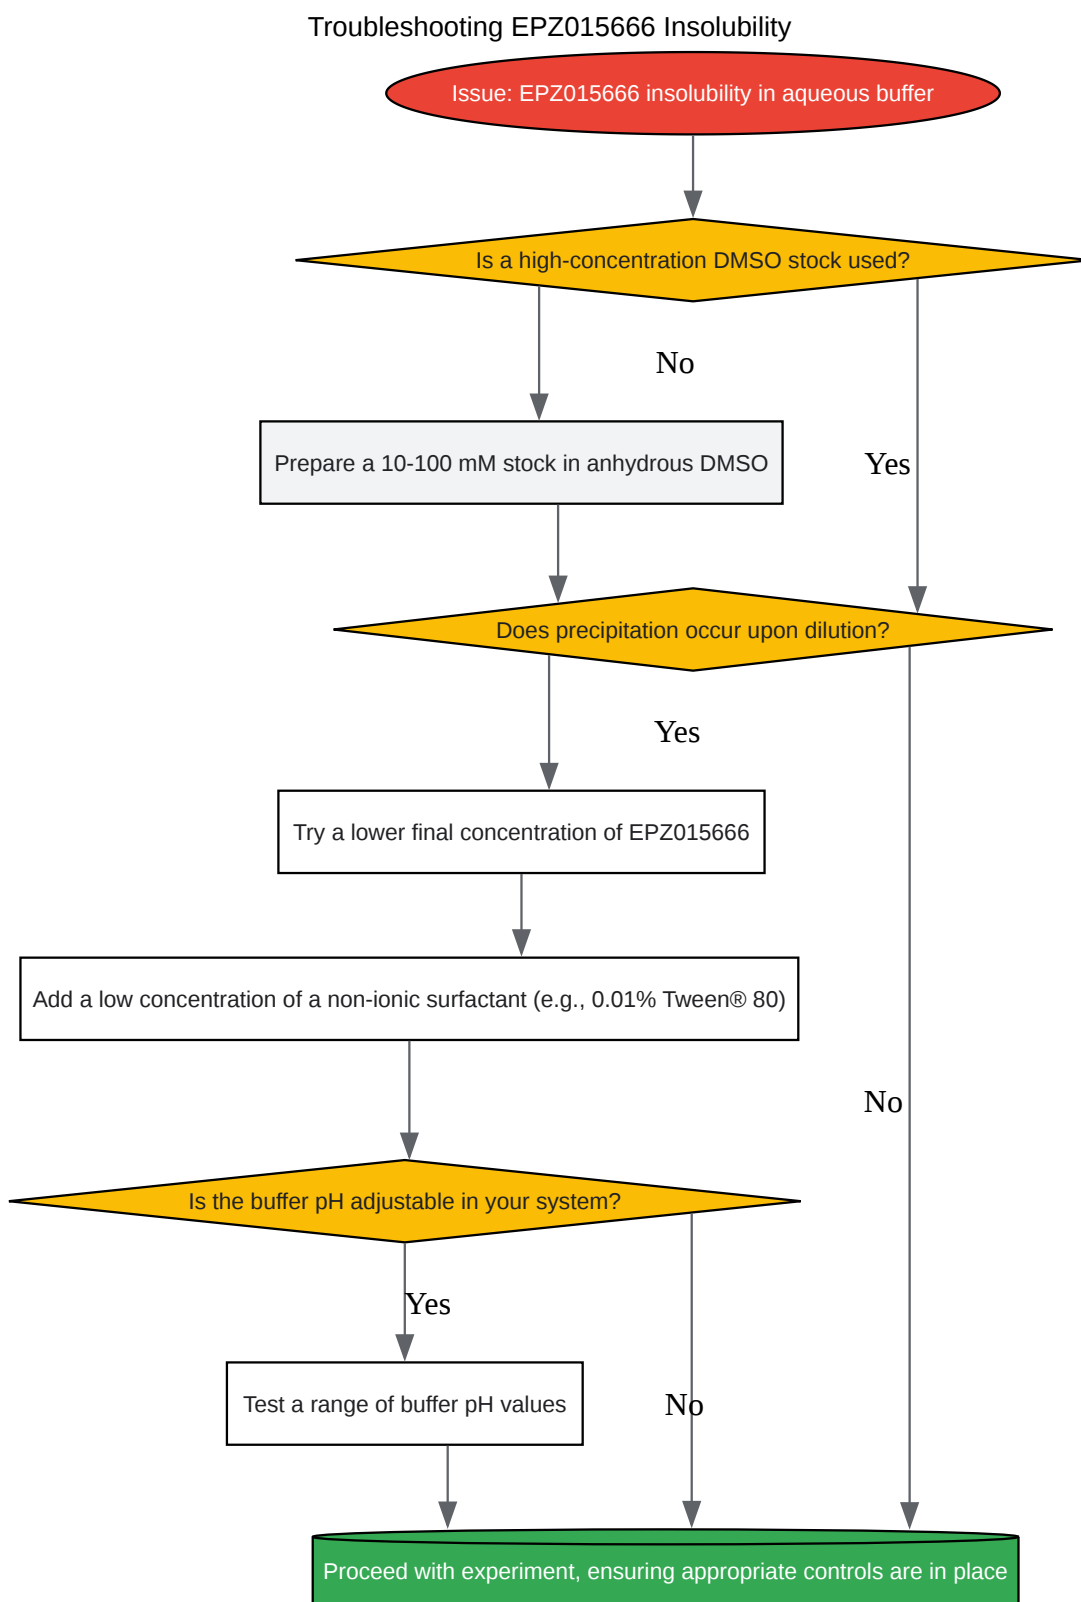 Troubleshooting EPZ015666 Insolubility
Issue: EPZ015666 insolubility in aqueous buffer
Is a high-concentration DMSO stock used?
No
Prepare a 10-100 mM stock in anhydrous DMSO
Yes
Does precipitation occur upon dilution?
Yes
Try a lower final concentration of EPZ015666
Add a low concentration of a non-ionic surfactant (e.g., 0.01% Tween® 80)
No
Is the buffer pH adjustable in your system?
Yes
Test a range of buffer pH values
No
Proceed with experiment, ensuring appropriate controls are in place